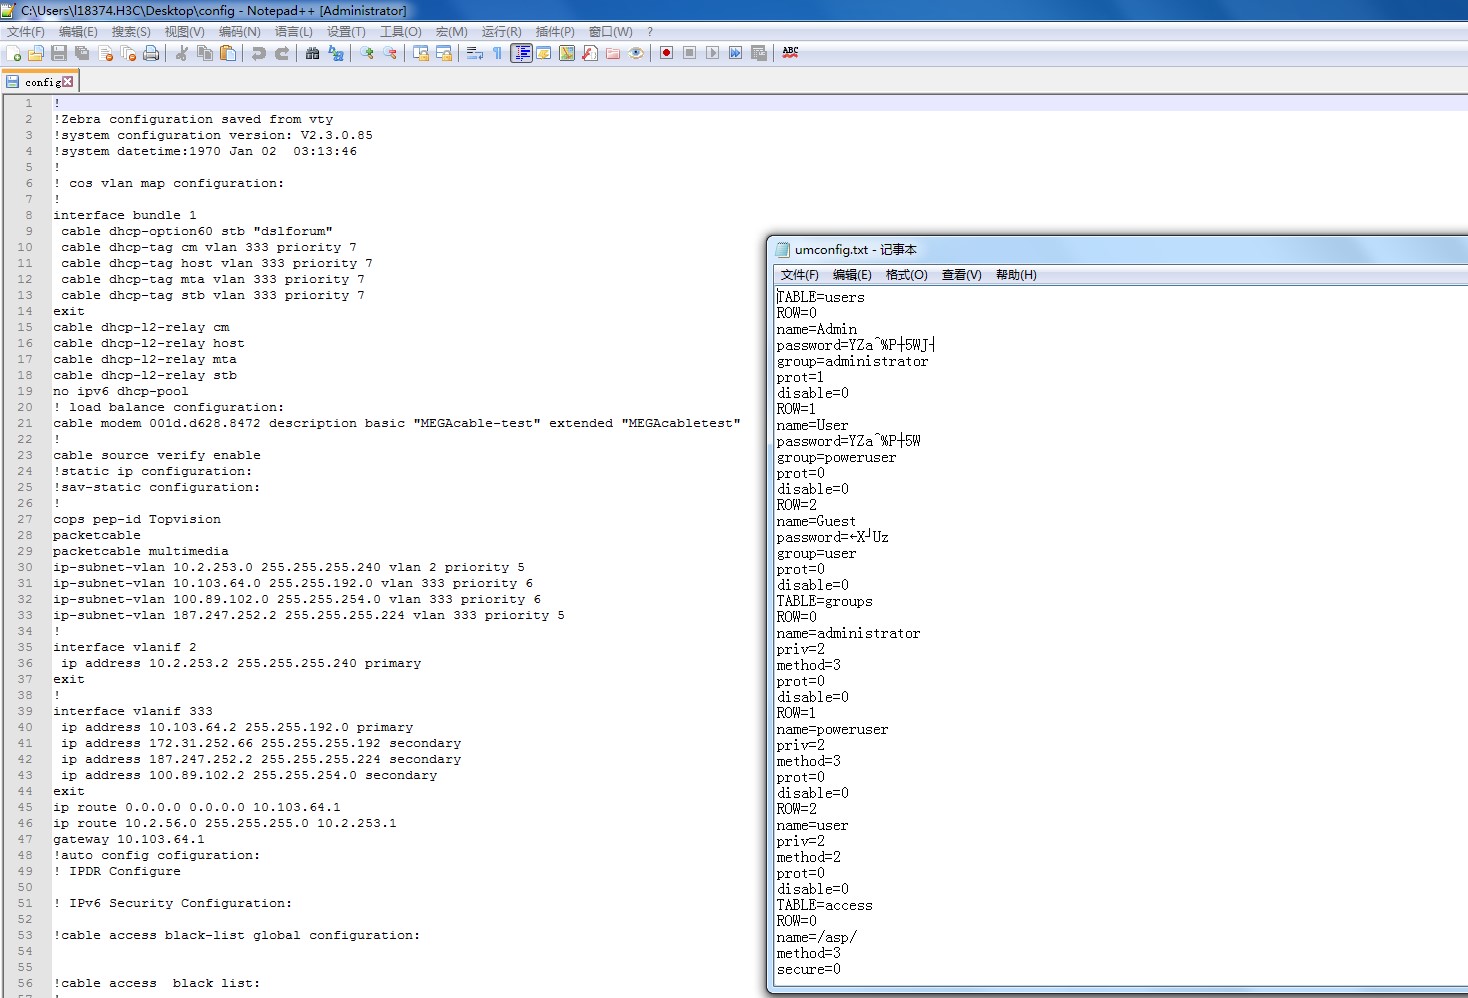 C:\Users\l18374.H3C\Desktop\config - Notepad++ [Administrator]
文件(F) 编辑(E) 搜索(S) 视图(V) 编码(N) 语言(L) 设置(T) 工具(O) 宏(M) 运行(R) 插件(P) 窗口(W) ?
ABC
config
1 !
2 !Zebra configuration saved from vty
3 !system configuration version: V2.3.0.85
4 !system datetime:1970 Jan 02  03:13:46
5 !
6 ! cos vlan map configuration:
7 !
8 interface bundle 1
9  cable dhcp-option60 stb "dslforum"
10  cable dhcp-tag cm vlan 333 priority 7
11  cable dhcp-tag host vlan 333 priority 7
12  cable dhcp-tag mta vlan 333 priority 7
13  cable dhcp-tag stb vlan 333 priority 7
14 exit
15 cable dhcp-l2-relay cm
16 cable dhcp-l2-relay host
17 cable dhcp-l2-relay mta
18 cable dhcp-l2-relay stb
19 no ipv6 dhcp-pool
20 ! load balance configuration:
21 cable modem 001d.d628.8472 description basic "MEGAcable-test" extended "MEGAcabletest"
22 !
23 cable source verify enable
24 !static ip configuration:
25 !sav-static configuration:
26 !
27 cops pep-id Topvision
28 packetcable
29 packetcable multimedia
30 ip-subnet-vlan 10.2.253.0 255.255.255.240 vlan 2 priority 5
31 ip-subnet-vlan 10.103.64.0 255.255.192.0 vlan 333 priority 6
32 ip-subnet-vlan 100.89.102.0 255.255.254.0 vlan 333 priority 6
33 ip-subnet-vlan 187.247.252.2 255.255.255.224 vlan 333 priority 5
34 !
35 interface vlanif 2
36  ip address 10.2.253.2 255.255.255.240 primary
37 exit
38 !
39 interface vlanif 333
40  ip address 10.103.64.2 255.255.192.0 primary
41  ip address 172.31.252.66 255.255.255.192 secondary
42  ip address 187.247.252.2 255.255.255.224 secondary
43  ip address 100.89.102.2 255.255.254.0 secondary
44 exit
45 ip route 0.0.0.0 0.0.0.0 10.103.64.1
46 ip route 10.2.56.0 255.255.255.0 10.2.253.1
47 gateway 10.103.64.1
48 !auto config cofiguration:
49 ! IPDR Configure
50
51 ! IPv6 Security Configuration:
52
53 !cable access black-list global configuration:
54
55
56 !cable access  black list:
57 !
umconfig.txt - 记事本
文件(F) 编辑(E) 格式(O) 查看(V) 帮助(H)
TABLE=users
ROW=0
name=Admin
password=YZaˆ%P┼5WJ┤
group=administrator
prot=1
disable=0
ROW=1
name=User
password=YZaˆ%P┼5W
group=poweruser
prot=0
disable=0
ROW=2
name=Guest
password=←X┘Uz
group=user
prot=0
disable=0
TABLE=groups
ROW=0
name=administrator
priv=2
method=3
prot=0
disable=0
ROW=1
name=poweruser
priv=2
method=3
prot=0
disable=0
ROW=2
name=user
priv=2
method=2
prot=0
disable=0
TABLE=access
ROW=0
name=/asp/
method=3
secure=0